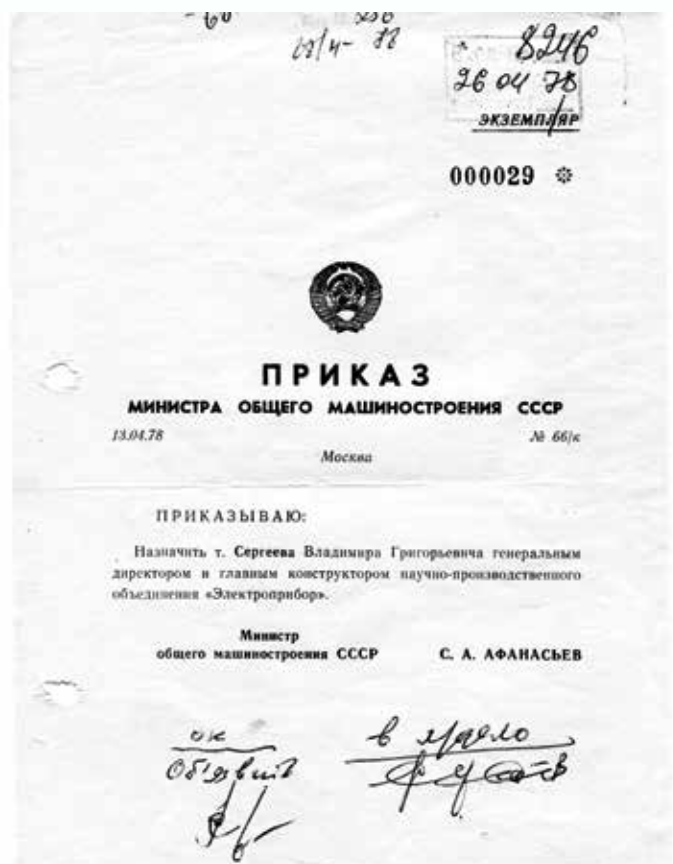 8246
26 04 78
ЭКЗЕМПЛЯР
000029
ПРИКАЗ
МИНИСТРА ОБЩЕГО МАШИНОСТРОЕНИЯ СССР
13.04.78 № 66/к
Москва
ПРИКАЗЫВАЮ:
Назначить т. Сергеева Владимира Григорьевича генеральным
директором и главным конструктором научно-производственного
объединения «Электроприбор».
Министр
общего машиностроения СССР С. А. АФАНАСЬЕВ
ок в л/дело
Объявить